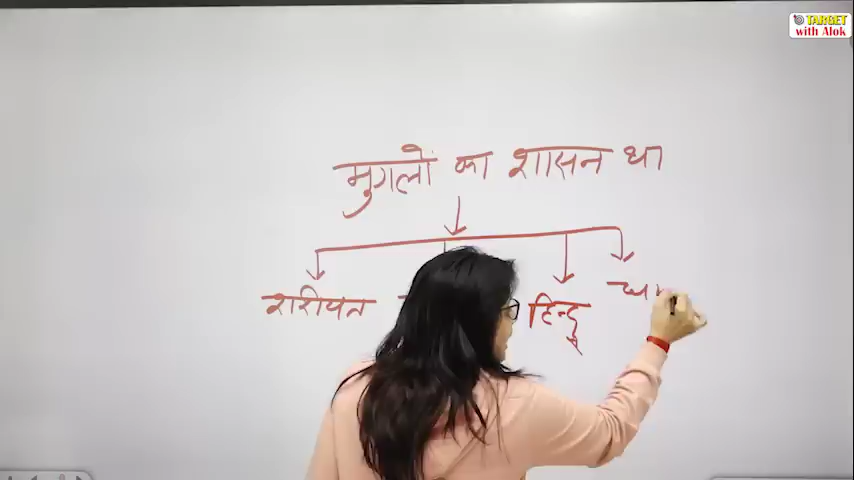 TARGET
with Alok
मुगलों का शासन था
शरीयत हिन्दू